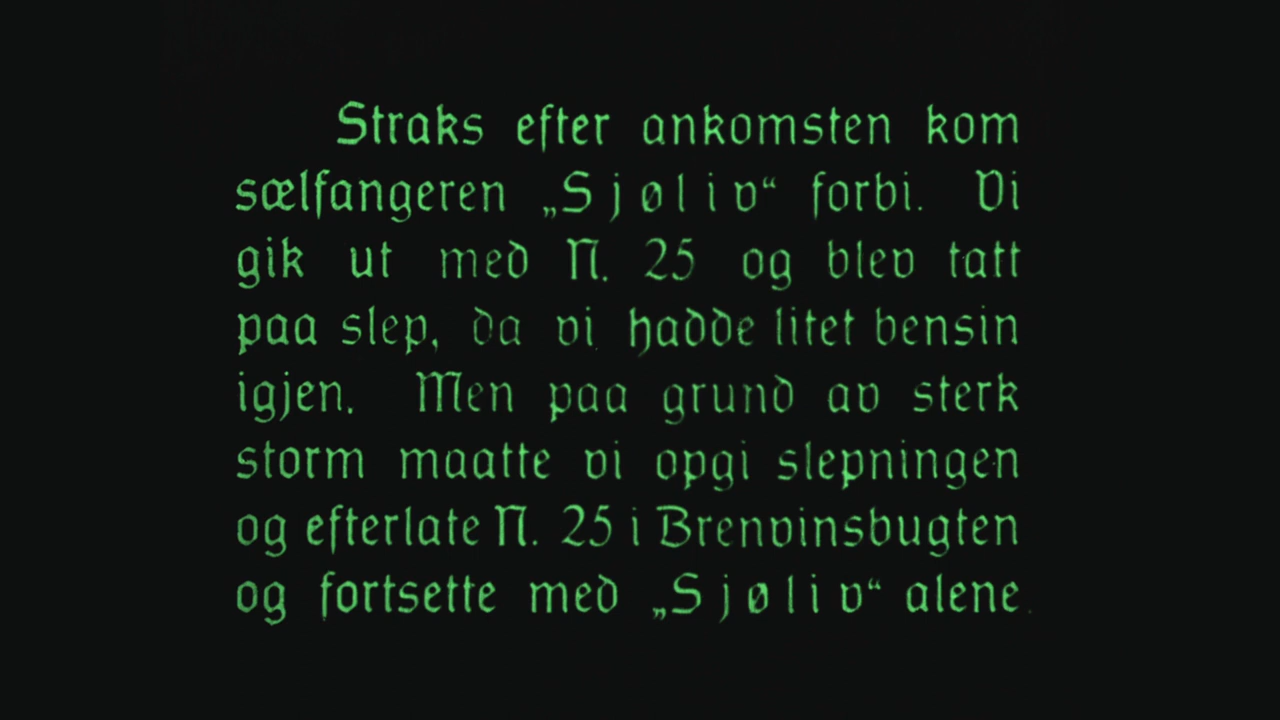 Straks efter ankomsten kom
sælfangeren „Sjøliv“ forbi. Vi
gik ut med N. 25 og blev tatt
paa slep, da vi hadde litet bensin
igjen. Men paa grund av sterk
storm maatte vi opgi slepningen
og efterlate N. 25 i Brenvinsbugten
og fortsette med „Sjøliv“ alene.